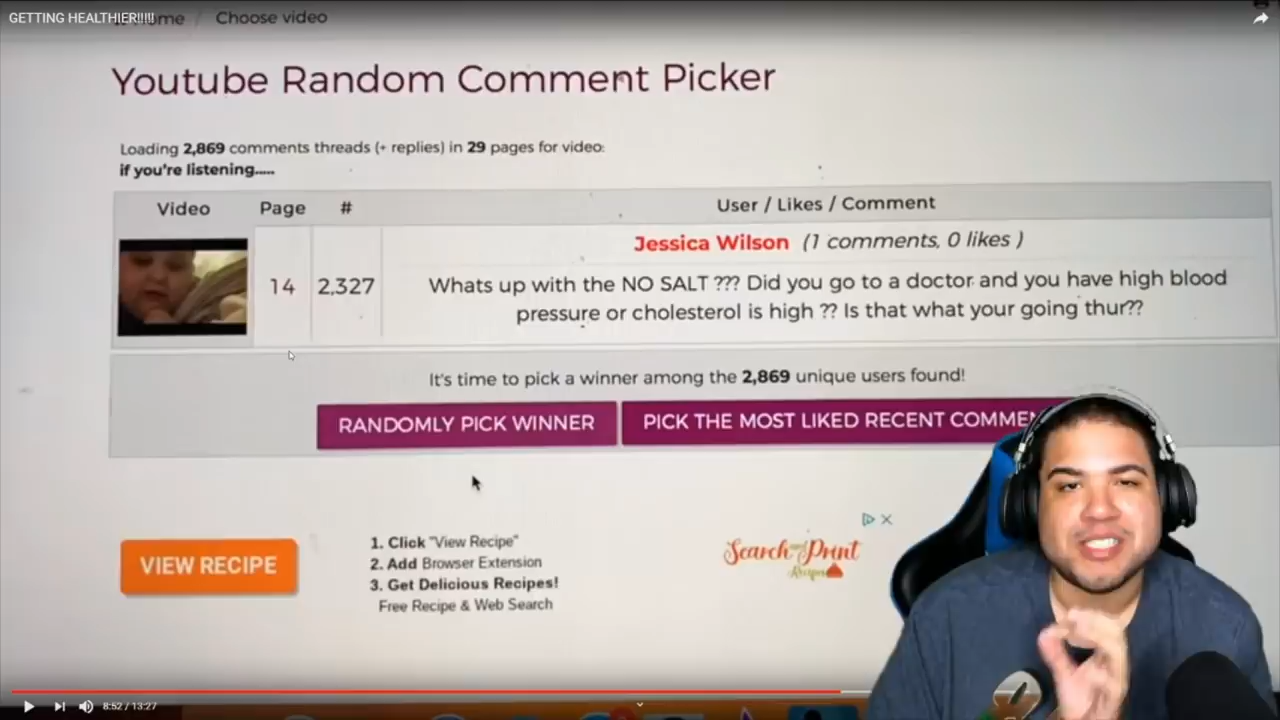 GETTING HEALTHIER!!!!!
Home / Choose video
Youtube Random Comment Picker
Loading 2,869 comments threads (+ replies) in 29 pages for video:
if you're listening.....
Video Page # User / Likes / Comment
Jessica Wilson (1 comments, 0 likes )
14 2,327 Whats up with the NO SALT ??? Did you go to a doctor and you have high blood
pressure or cholesterol is high ?? Is that what your going thur??
It's time to pick a winner among the 2,869 unique users found!
RANDOMLY PICK WINNER PICK THE MOST LIKED RECENT COMMEN
VIEW RECIPE
1. Click "View Recipe"
2. Add Browser Extension
3. Get Delicious Recipes!
Free Recipe & Web Search
Search and Print
Recipes
8:52 / 13:27